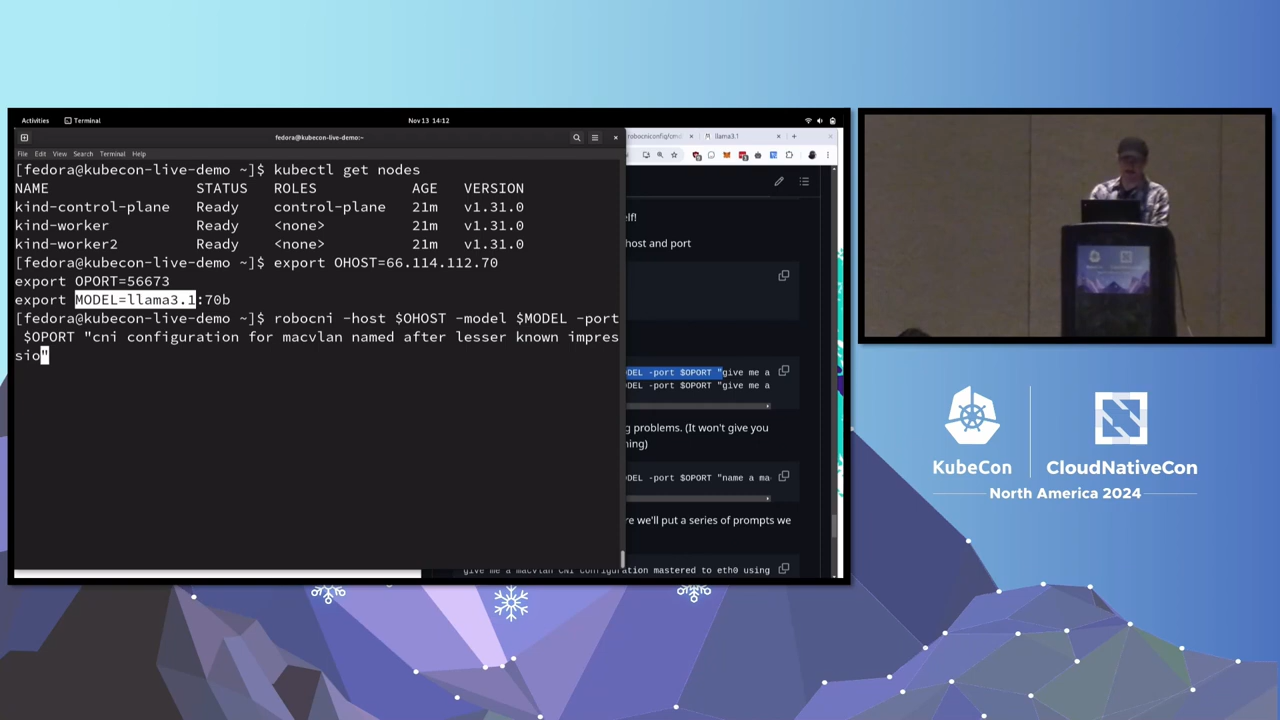 Activities
Terminal
Nov 13 14:12
fedora@kubecon-live-demo:~
File Edit View Search Terminal Help
[fedora@kubecon-live-demo ~]$ kubectl get nodes
NAME STATUS ROLES AGE VERSION
kind-control-plane Ready control-plane 21m v1.31.0
kind-worker Ready <none> 21m v1.31.0
kind-worker2 Ready <none> 21m v1.31.0
[fedora@kubecon-live-demo ~]$ export OHOST=66.114.112.70
export OPORT=56673
export MODEL=llama3.1:70b
[fedora@kubecon-live-demo ~]$ robocni -host $OHOST -model $MODEL -port
$OPORT "cni configuration for macvlan named after lesser known impres
sio"
robocniconfig/cmd
llama3.1
elf!
host and port
ODEL -port $OPORT "give me a
ODEL -port $OPORT "give me a
g problems. (It won't give you
hing)
ODEL -port $OPORT "name a ma
re we'll put a series of prompts we
give me a macvlan CNI configuration mastered to eth0 using
KubeCon
CloudNativeCon
North America 2024